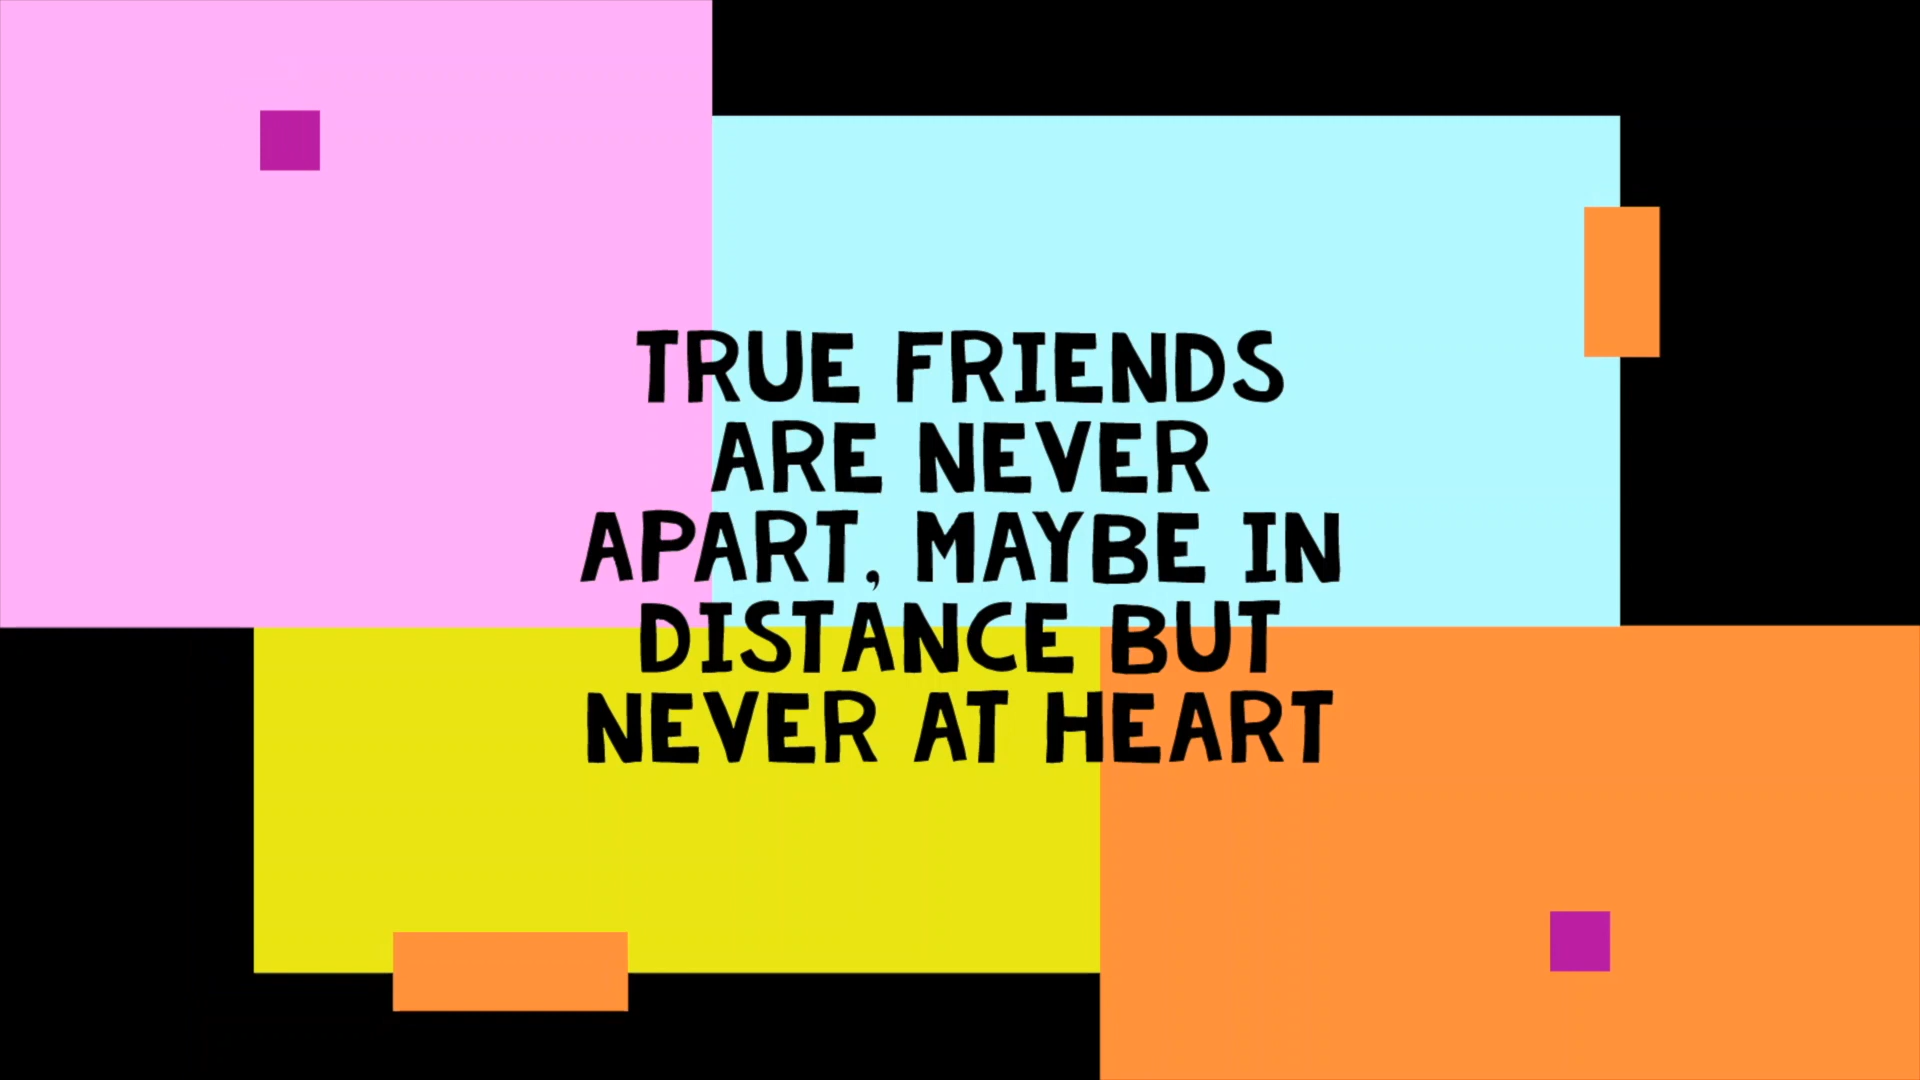 TRUE FRIENDS
ARE NEVER
APART, MAYBE IN
DISTANCE BUT
NEVER AT HEART